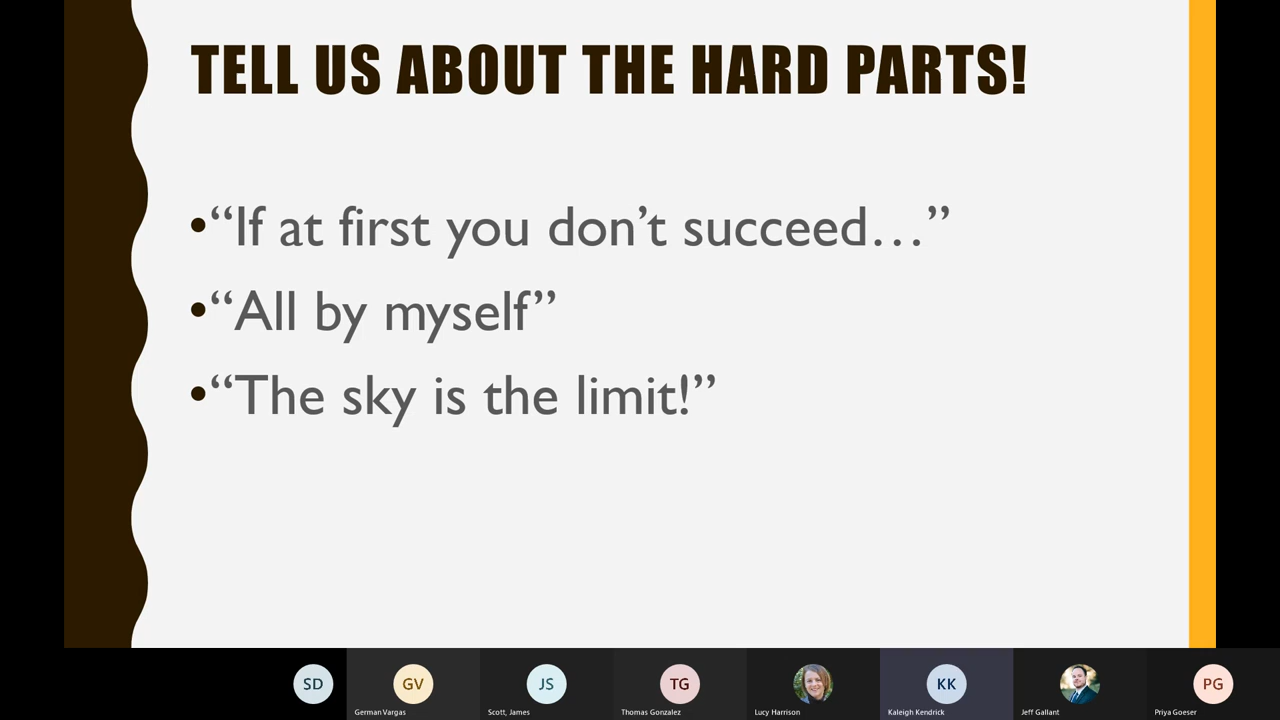 TELL US ABOUT THE HARD PARTS!
•“If at first you don’t succeed…”
•“All by myself”
•“The sky is the limit!”
SD GV JS TG KK PG
German Vargas Scott, James Thomas Gonzalez Lucy Harrison Kaleigh Kendrick Jeff Gallant Priya Goeser